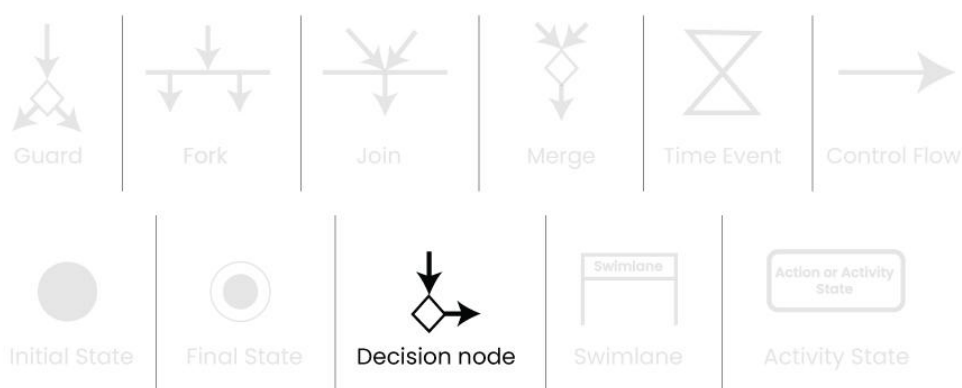 Guard
Fork
Join
Merge
Time Event
Control Flow
Swimlane
Action or Activity
State
Initial State
Final State
Decision node
Swimlane
Activity State